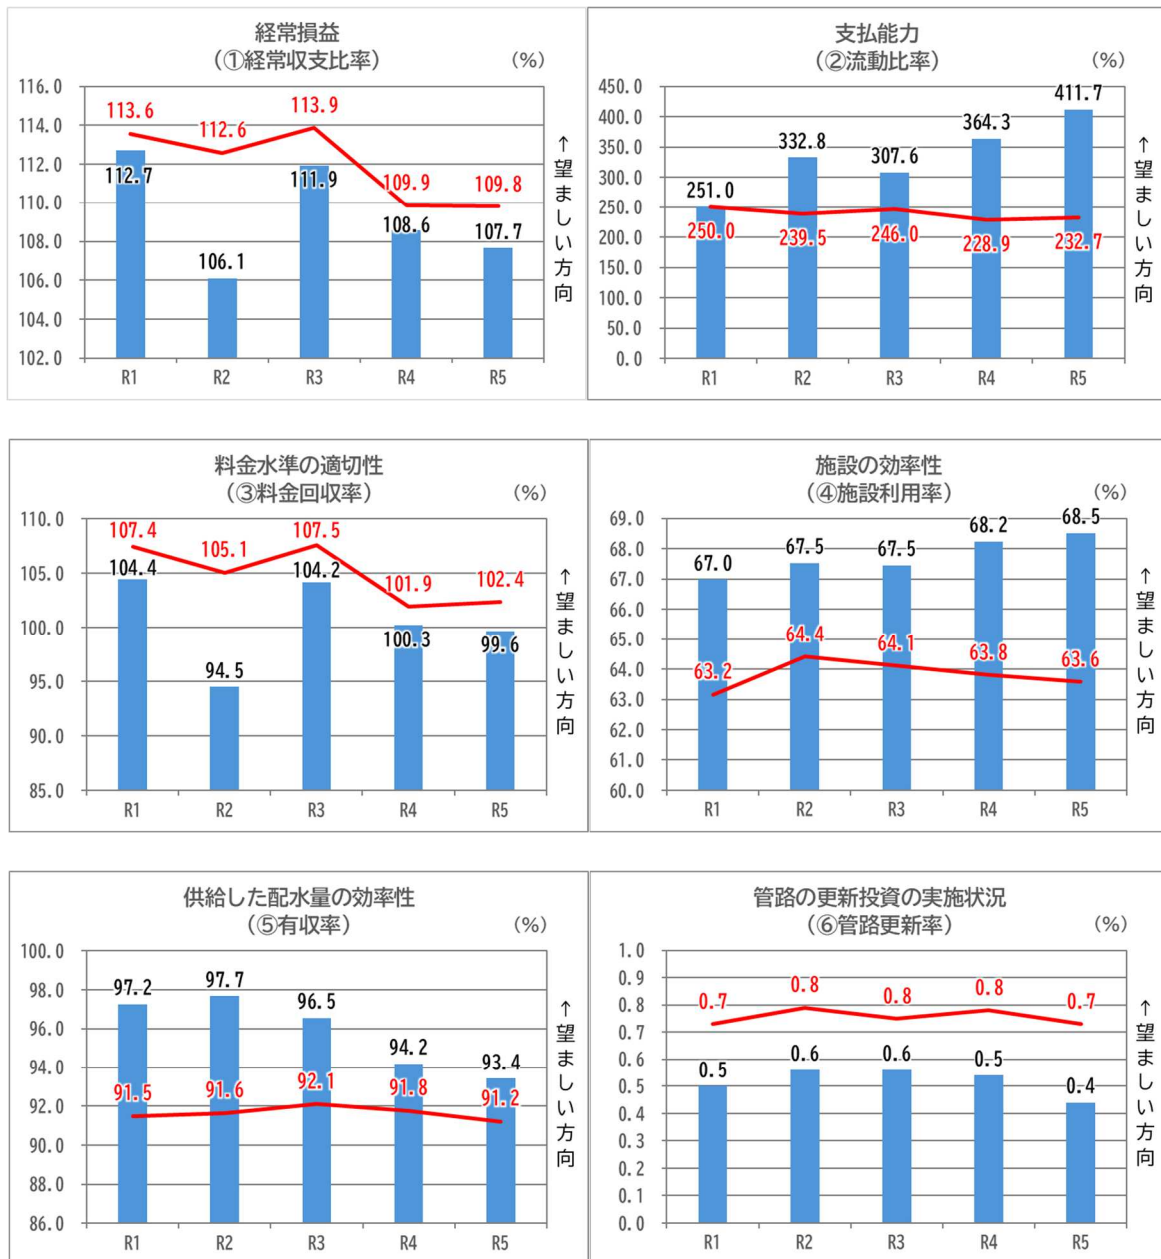 経常損益
（①経常収支比率）
(%)
116.0
114.0
112.0
110.0
108.0
106.0
104.0
102.0
113.6
112.6
113.9
109.9
109.8
112.7
106.1
111.9
108.6
107.7
R1
R2
R3
R4
R5
↑望ましい方向
支払能力
（②流動比率）
(%)
450.0
400.0
350.0
300.0
250.0
200.0
150.0
100.0
50.0
0.0
251.0
332.8
307.6
364.3
411.7
250.0
239.5
246.0
228.9
232.7
R1
R2
R3
R4
R5
↑望ましい方向
料金水準の適切性
（③料金回収率）
(%)
110.0
105.0
100.0
95.0
90.0
85.0
107.4
105.1
107.5
101.9
102.4
104.4
94.5
104.2
100.3
99.6
R1
R2
R3
R4
R5
↑望ましい方向
施設の効率性
（④施設利用率）
(%)
69.0
68.0
67.0
66.0
65.0
64.0
63.0
62.0
61.0
60.0
67.0
67.5
67.5
68.2
68.5
63.2
64.4
64.1
63.8
63.6
R1
R2
R3
R4
R5
↑望ましい方向
供給した配水量の効率性
（⑤有収率）
(%)
100.0
98.0
96.0
94.0
92.0
90.0
88.0
86.0
97.2
97.7
96.5
94.2
93.4
91.5
91.6
92.1
91.8
91.2
R1
R2
R3
R4
R5
↑望ましい方向
管路の更新投資の実施状況
（⑥管路更新率）
(%)
1.0
0.9
0.8
0.7
0.6
0.5
0.4
0.3
0.2
0.1
0.0
0.7
0.8
0.8
0.8
0.7
0.5
0.6
0.6
0.5
0.4
R1
R2
R3
R4
R5
↑望ましい方向